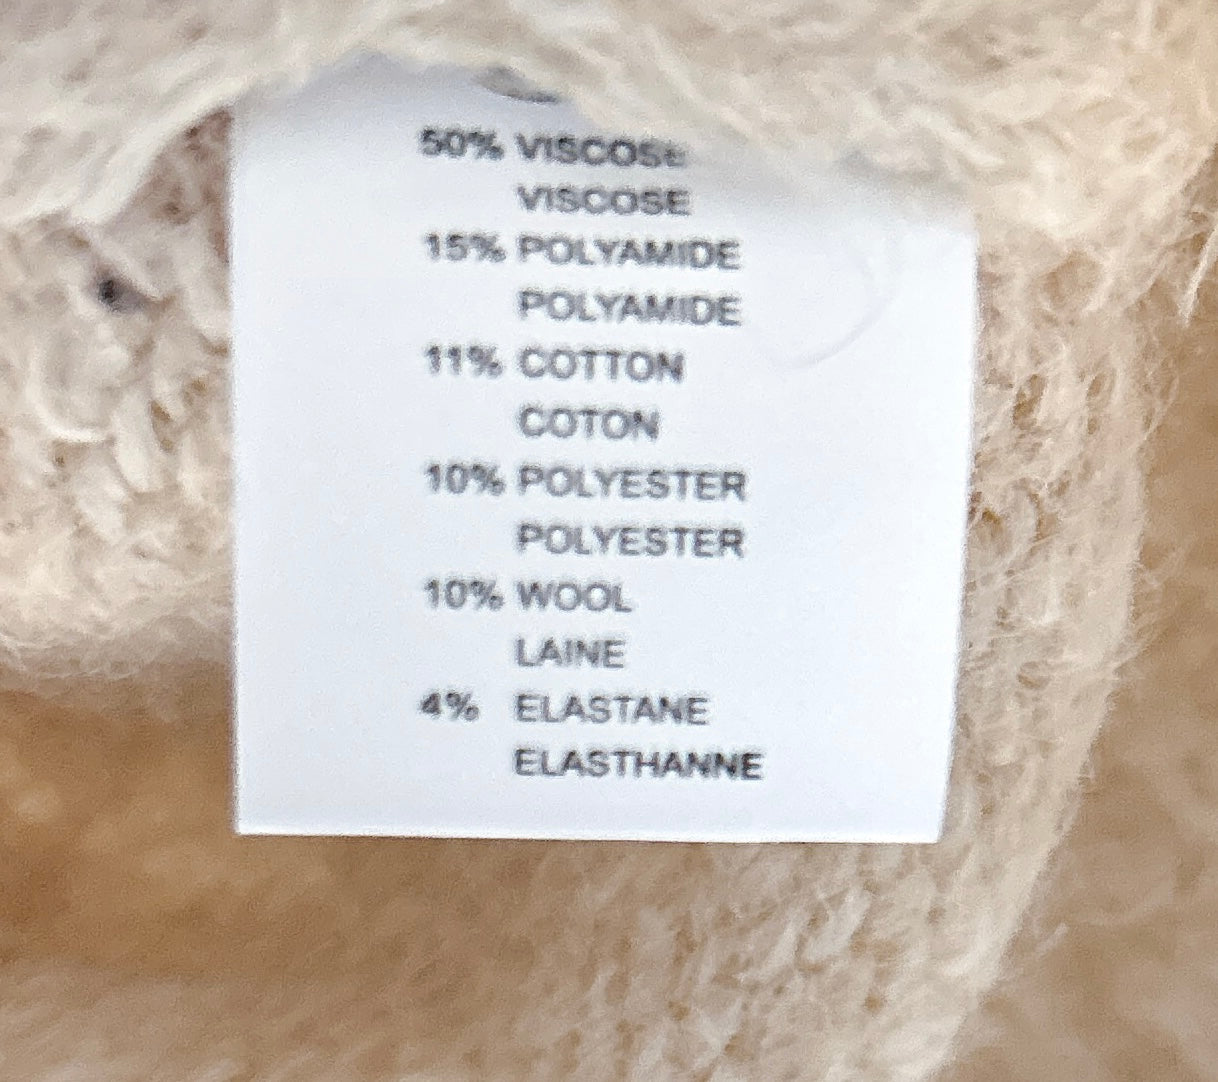 50% VISCOSE
VISCOSE
15% POLYAMIDE
POLYAMIDE
11% COTTON
COTON
10% POLYESTER
POLYESTER
10% WOOL
LAINE
4% ELASTANE
ELASTHANNE